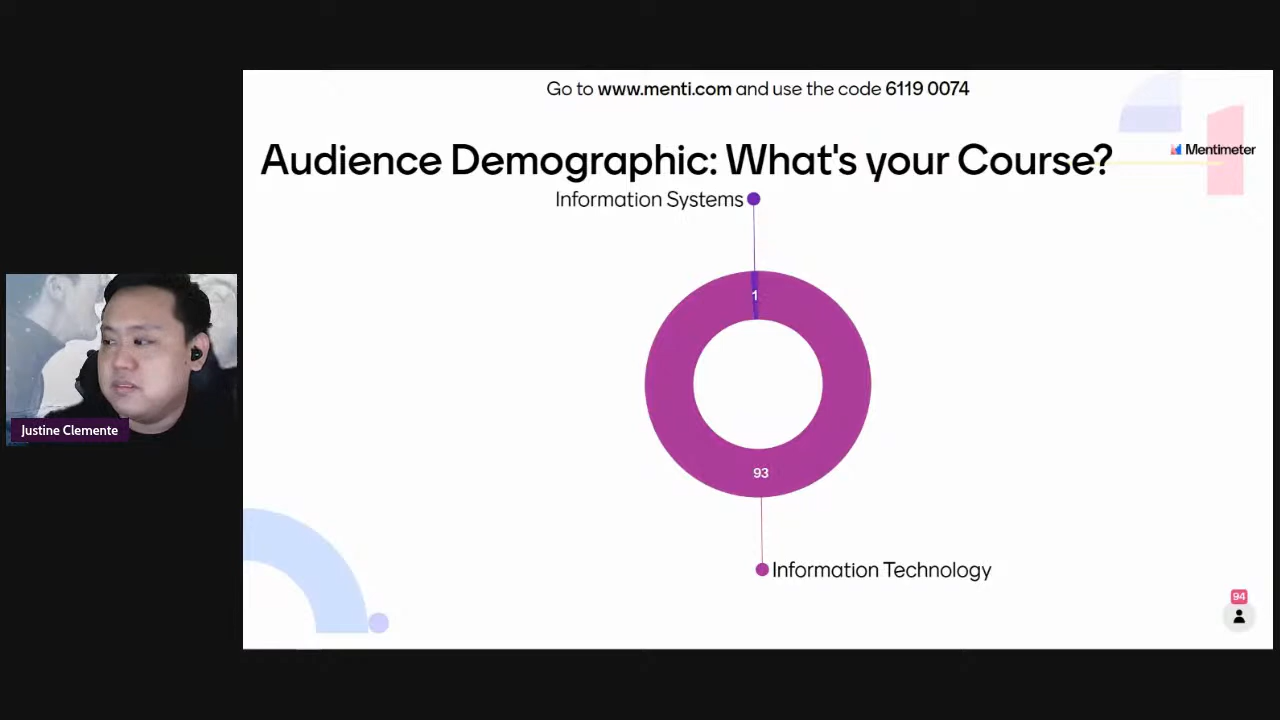 Go to www.menti.com and use the code 6119 0074
Audience Demographic: What's your Course?
Mentimeter
Information Systems
1
93
Information Technology
94
Justine Clemente